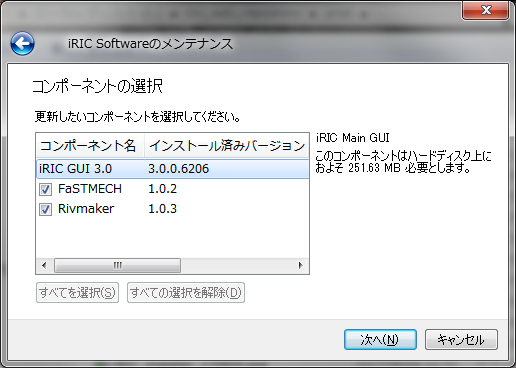 iRIC Softwareのメンテナンス
コンポーネントの選択
更新したいコンポーネントを選択してください。
コンポーネント名 インストール済みバージョン
iRIC GUI 3.0 3.0.0.6206
FaSTMECH 1.0.2
Rivmaker 1.0.3
iRIC Main GUI
このコンポーネントはハードディスク上に
おおよそ 251.63 MB 必要とします。
すべてを選択(S) すべての選択を解除(D)
次へ(N) キャンセル